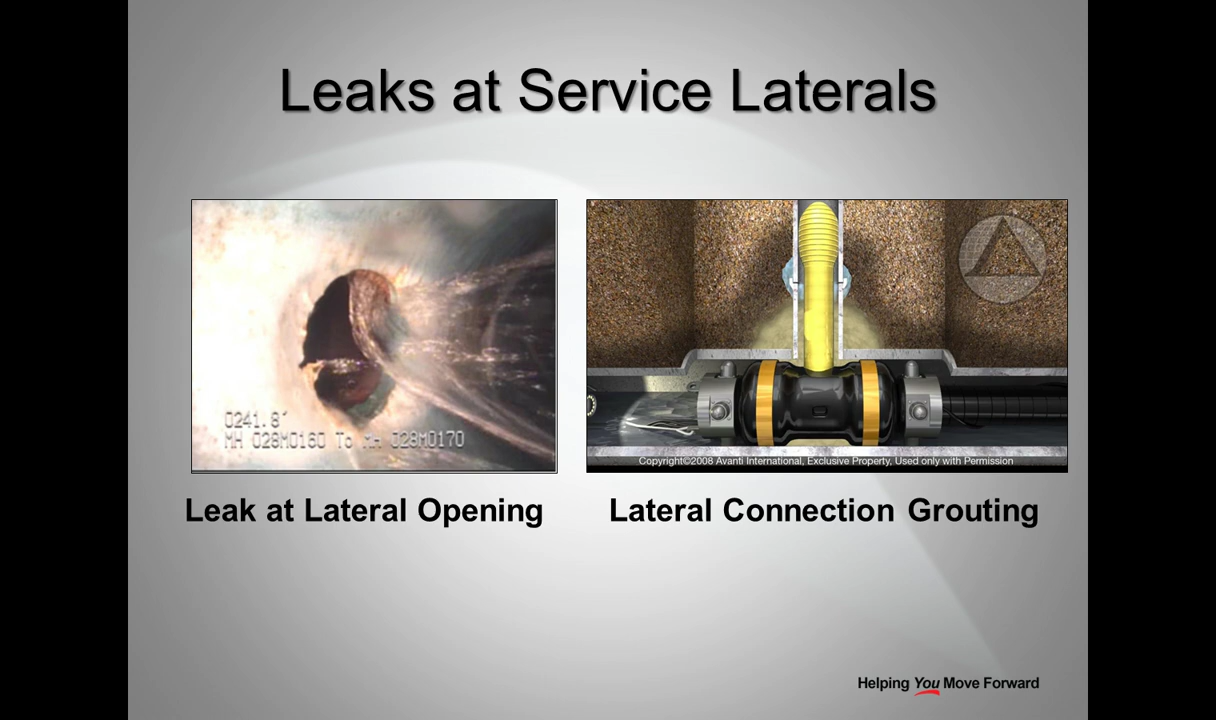 Leaks at Service Laterals
0241.8'
MH 028M0160 To MH 028M0170
Copyright©2008 Avanti International, Exclusive Property, Used only with Permission
Leak at Lateral Opening
Lateral Connection Grouting
Helping You Move Forward